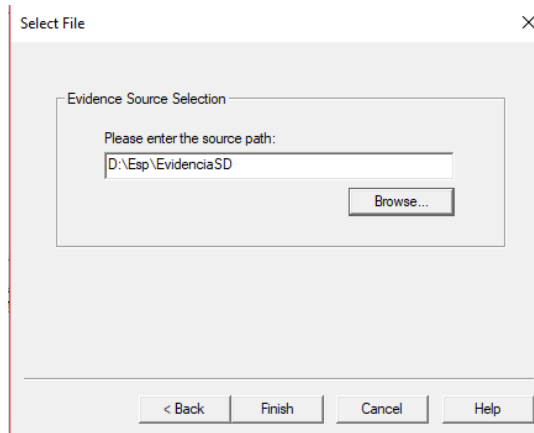 Select File
Evidence Source Selection
Please enter the source path:
D:\Esp\EvidenciaSD
Browse...
< Back
Finish
Cancel
Help